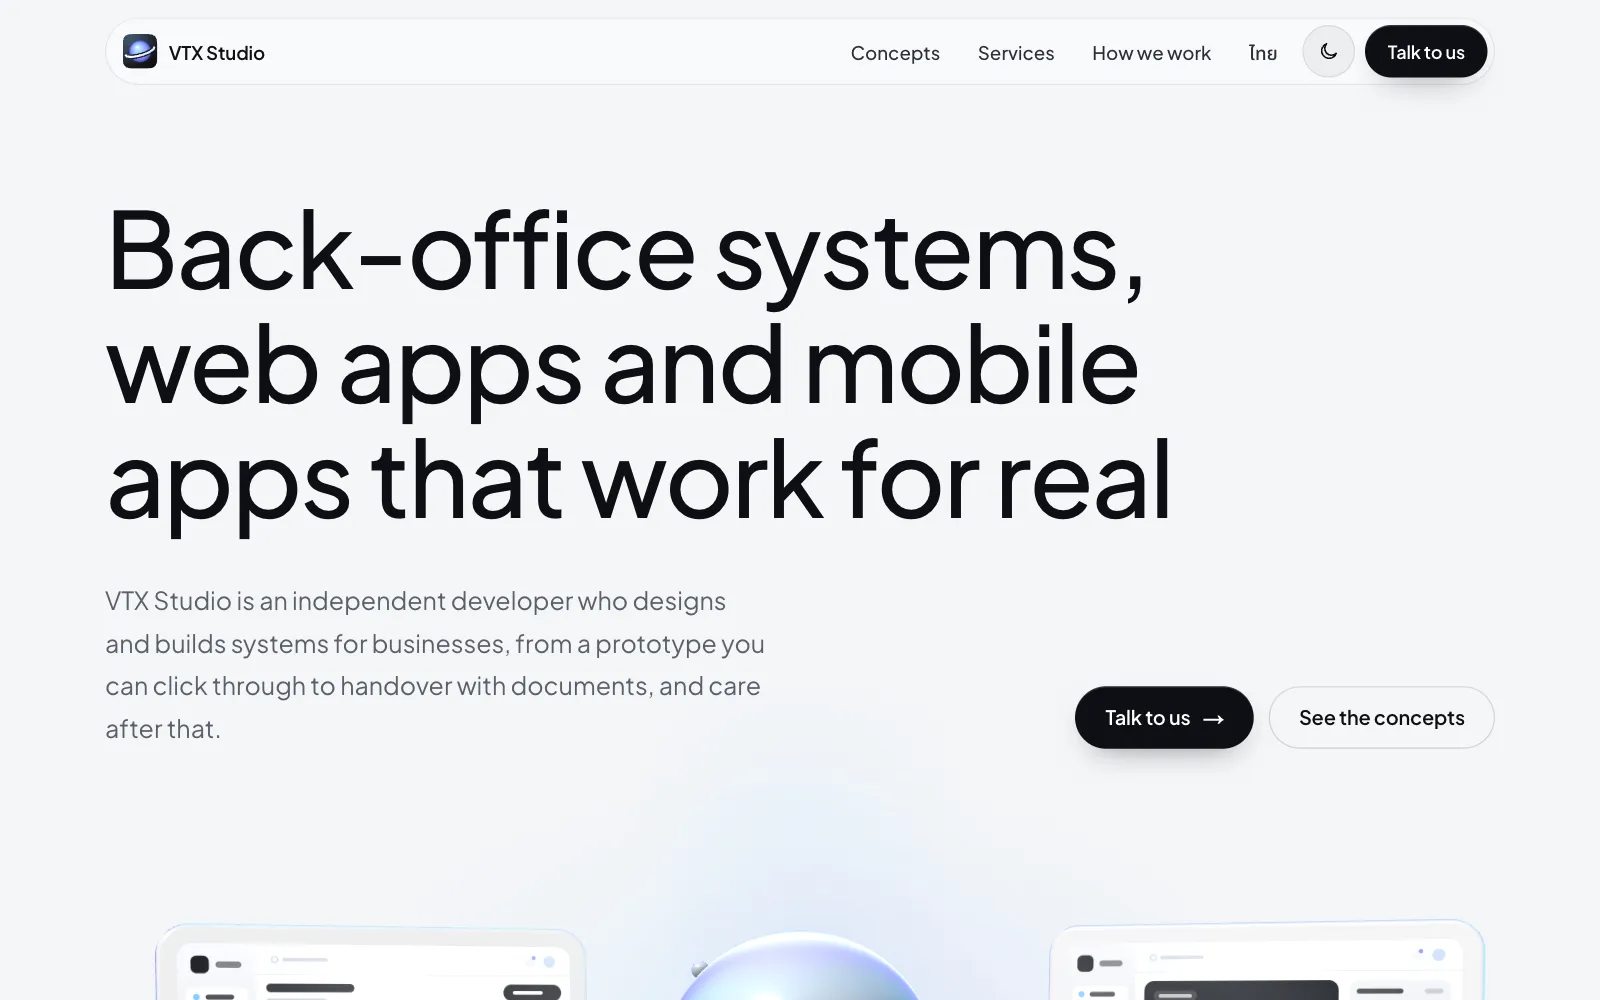 VTX Studio
Concepts
Services
How we work
ไทย
Talk to us
Back-office systems,
web apps and mobile
apps that work for real
VTX Studio is an independent developer who designs
and builds systems for businesses, from a prototype you
can click through to handover with documents, and care
after that.
Talk to us →
See the concepts